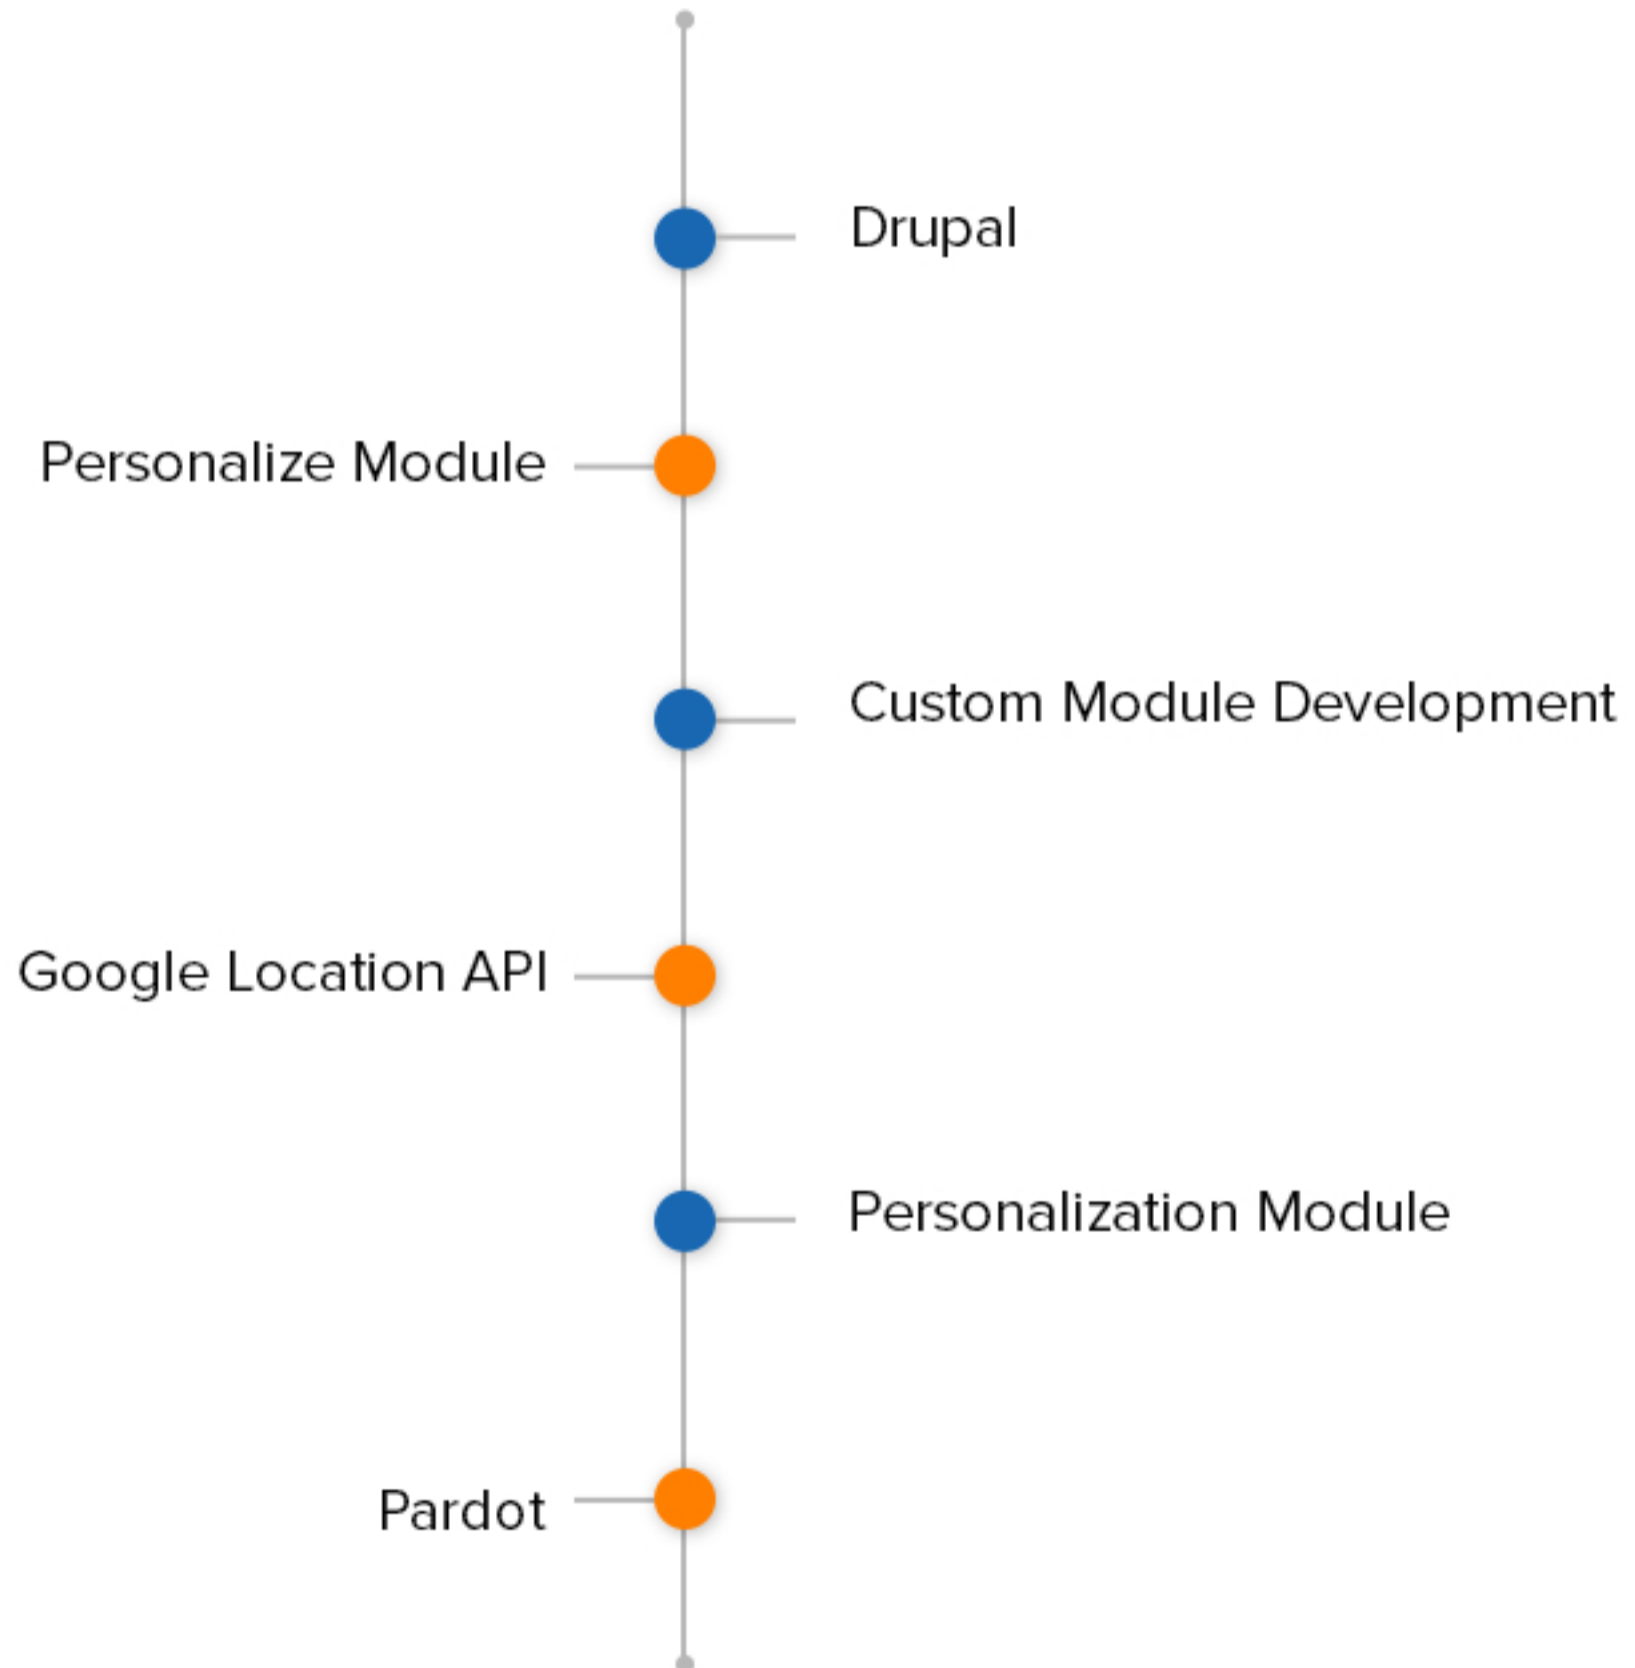 Drupal
Personalize Module
Custom Module Development
Google Location API
Personalization Module
Pardot